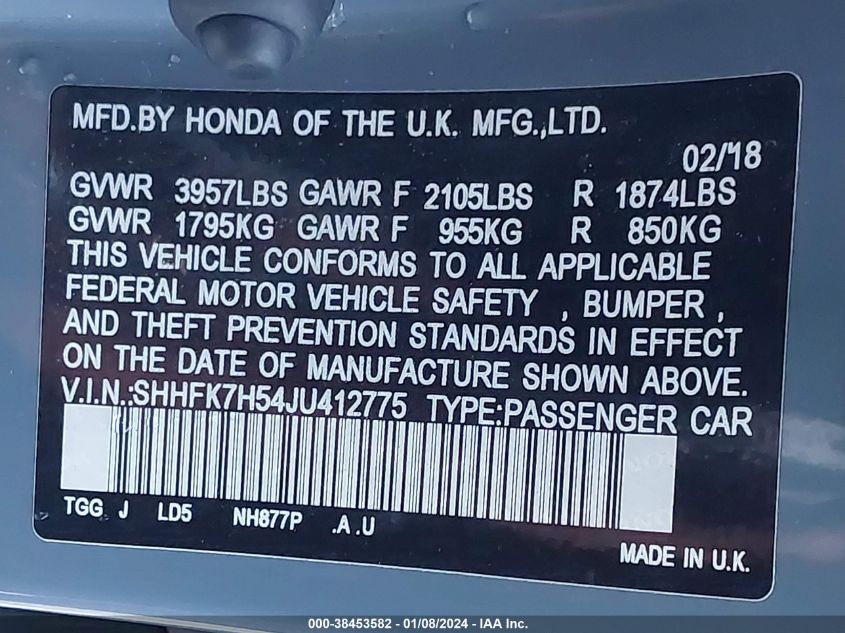 MFD.BY HONDA OF THE U.K. MFG.,LTD.
02/18
GVWR 3957LBS GAWR F 2105LBS R 1874LBS
GVWR 1795KG GAWR F 955KG R 850KG
THIS VEHICLE CONFORMS TO ALL APPLICABLE
FEDERAL MOTOR VEHICLE SAFETY , BUMPER ,
AND THEFT PREVENTION STANDARDS IN EFFECT
ON THE DATE OF MANUFACTURE SHOWN ABOVE.
V.I.N.:SHHFK7H54JU412775 TYPE:PASSENGER CAR
TGG J LD5 NH877P .A .U
MADE IN U.K.
000-38453582 - 01/08/2024 - IAA Inc.